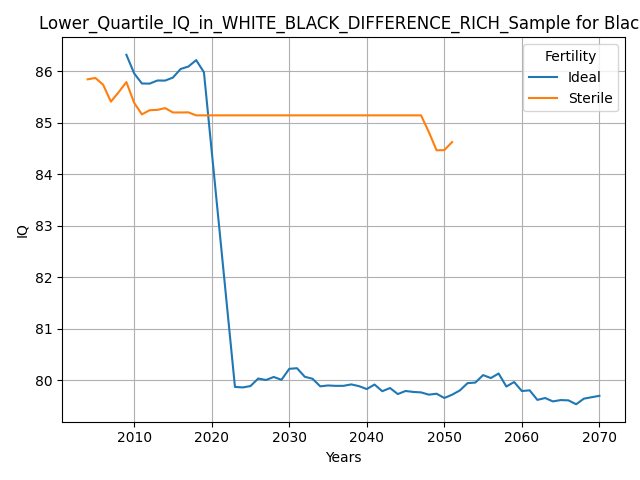 Lower_Quartile_IQ_in_WHITE_BLACK_DIFFERENCE_RICH_Sample for Blac
Fertility
Ideal
Sterile
86
85
84
83
82
81
80
IQ
2010 2020 2030 2040 2050 2060 2070
Years